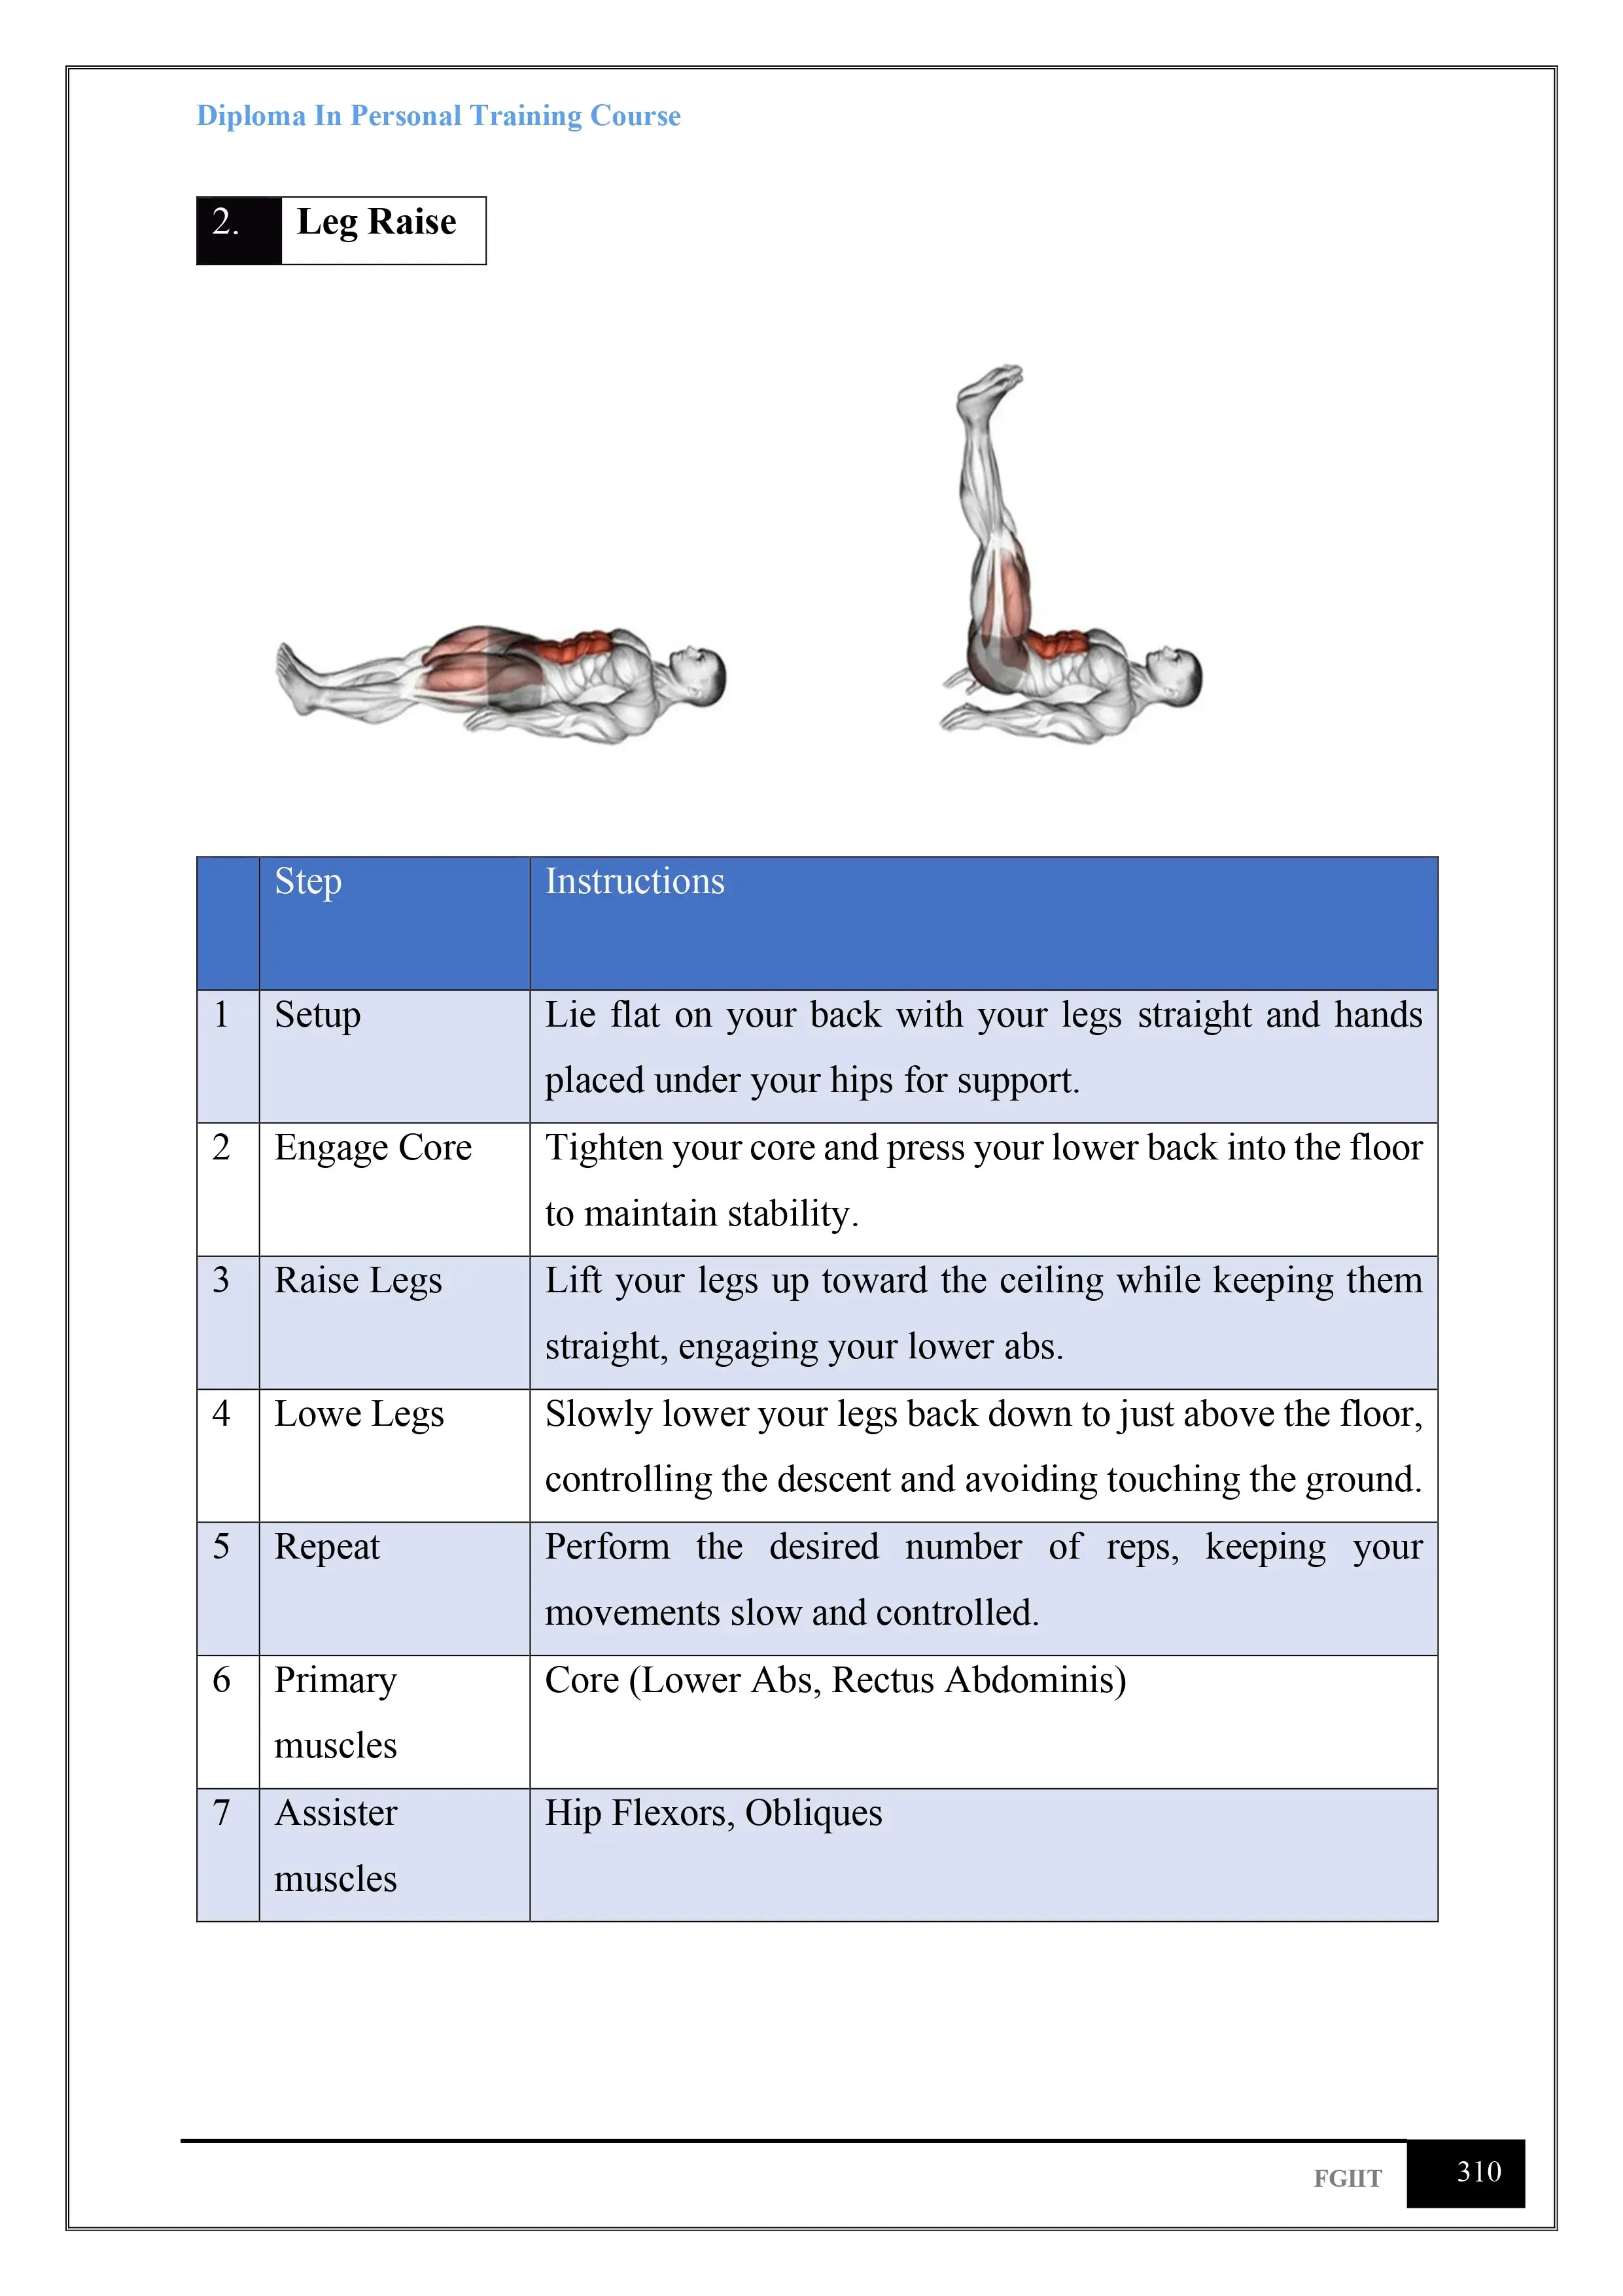 Diploma In Personal Training Course
2. Leg Raise
Step Instructions
1 Setup Lie flat on your back with your legs straight and hands
placed under your hips for support.
2 Engage Core Tighten your core and press your lower back into the floor
to maintain stability.
3 Raise Legs Lift your legs up toward the ceiling while keeping them
straight, engaging your lower abs.
4 Lowe Legs Slowly lower your legs back down to just above the floor,
controlling the descent and avoiding touching the ground.
5 Repeat Perform the desired number of reps, keeping your
movements slow and controlled.
6 Primary Core (Lower Abs, Rectus Abdominis)
muscles
7 Assister Hip Flexors, Obliques
muscles
FGIIT 310